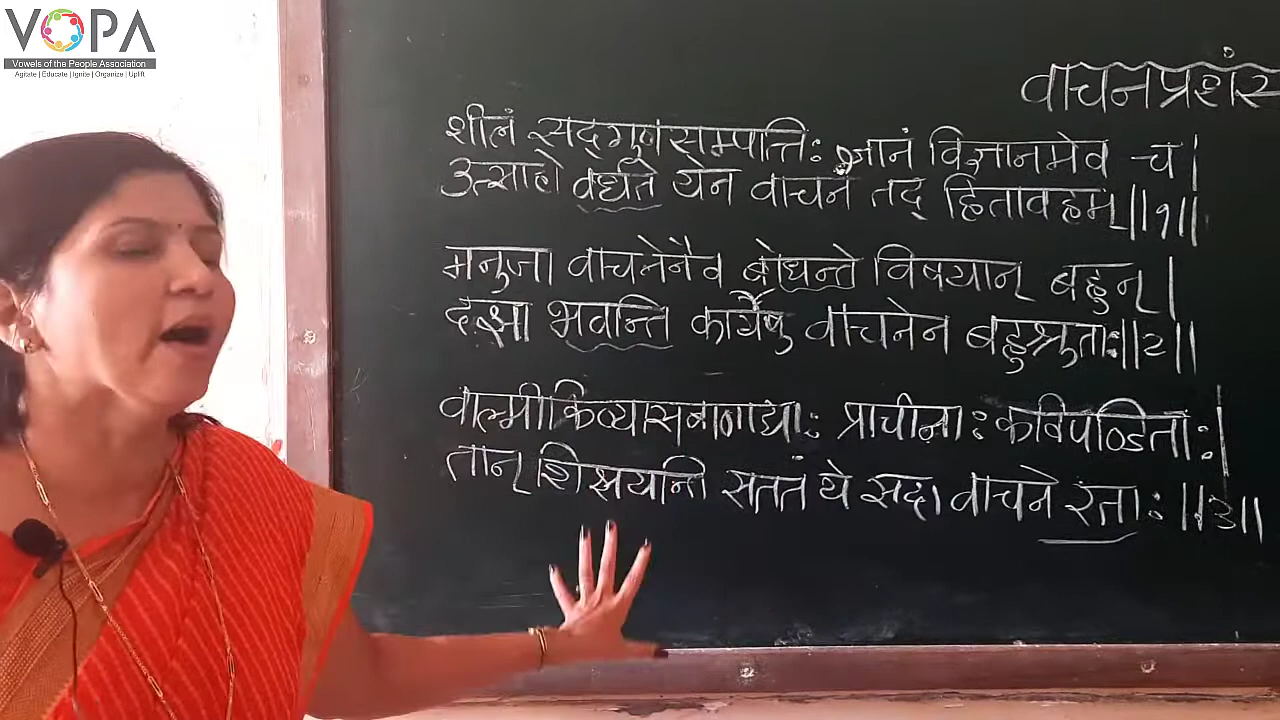 VOPA
Vowels of the People Association
Agitate | Educate | Ignite | Organize | Uplift
वाचनप्रशंस
शीलं सद्गुणसम्पत्तिः ज्ञानं विज्ञानमेव च|
उत्साहो वर्धते येन वाचनं तद् हितावहम्||१||
मनुजा वाचनेनैव बोधन्ते विषयान् बहून्|
दक्षा भवन्ति कार्येषु वाचनेन बहुश्रुताः||२||
वाल्मीकिव्यासबाणाद्याः प्राचीनाः कविपण्डिताः|
तान् शिक्षयन्ति सततं ये सदा वाचने रताः ||३||